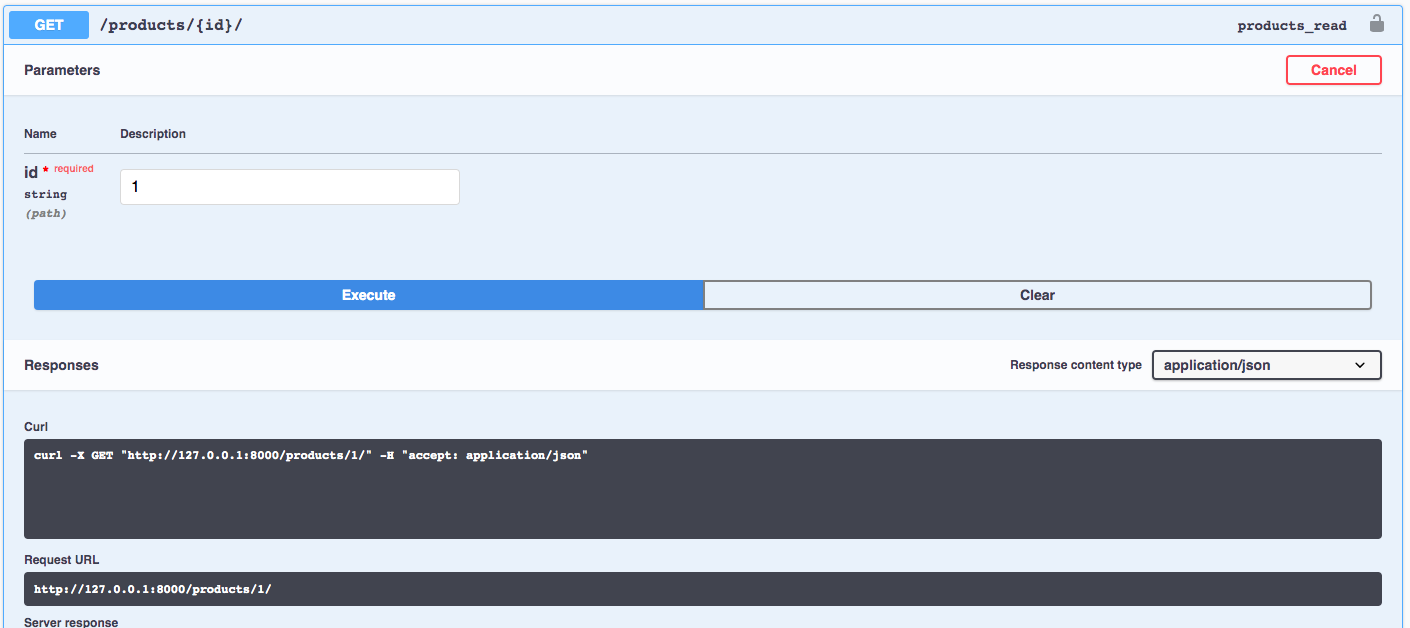 GET /products/{id}/ products_read
Parameters Cancel
Name Description
id * required 1
string
(path)
Execute Clear
Responses Response content type application/json
Curl
curl -X GET "http://127.0.0.1:8000/products/1/" -H "accept: application/json"
Request URL
http://127.0.0.1:8000/products/1/
Server response